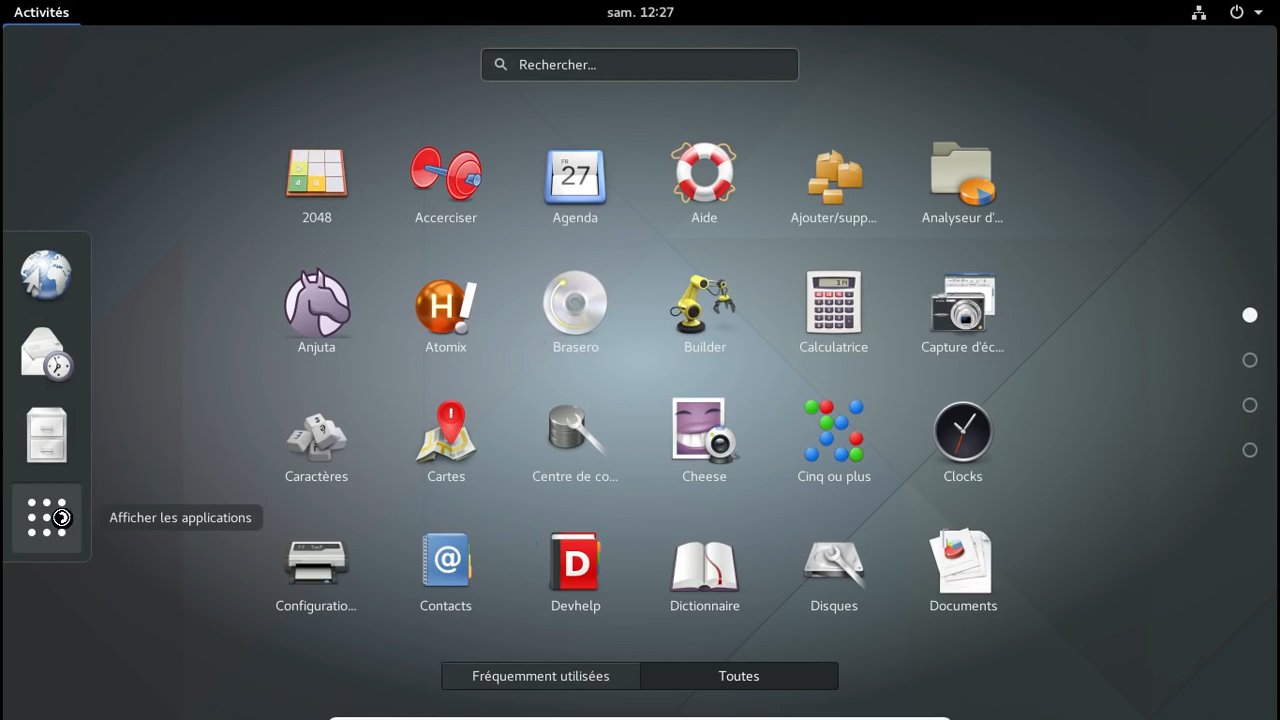 Activités
sam. 12:27
Rechercher...
2048
Accerciser
FR
27
Agenda
Aide
Ajouter/supp...
Analyseur d'...
Anjuta
H
Atomix
Brasero
Builder
Calculatrice
Capture d'éc...
Caractères
!
Cartes
Centre de co...
Cheese
Cinq ou plus
Clocks
Afficher les applications
Configuratio...
@
Contacts
D
Devhelp
Dictionnaire
Disques
Documents
Fréquemment utilisées
Toutes